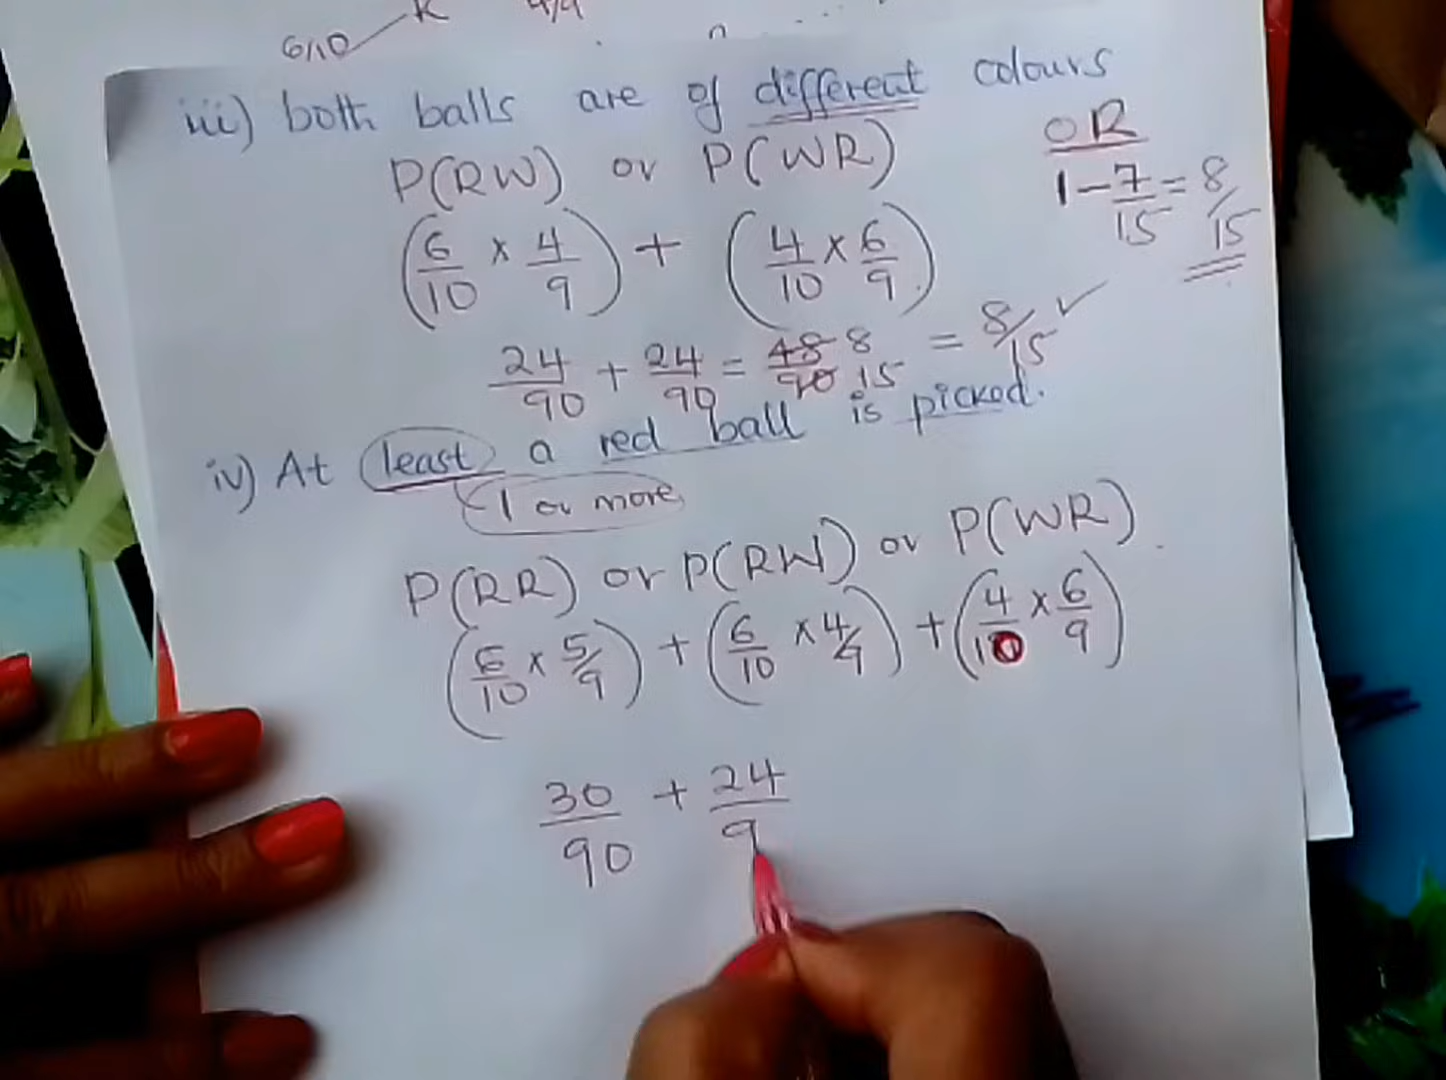 6/10 R 4/9
iii) both balls are of different colours
P(RW) or P(WR)
OR
(6/10 x 4/9) + (4/10 x 6/9)
1 - 7/15 = 8/15
24/90 + 24/90 = 48/90 8/15 = 8/15 ✓
iv) At least a red ball is picked.
1 or more
P(RR) or P(RW) or P(WR)
(6/10 x 5/9) + (6/10 x 4/9) + (4/10 x 6/9)
30/90 + 24/9